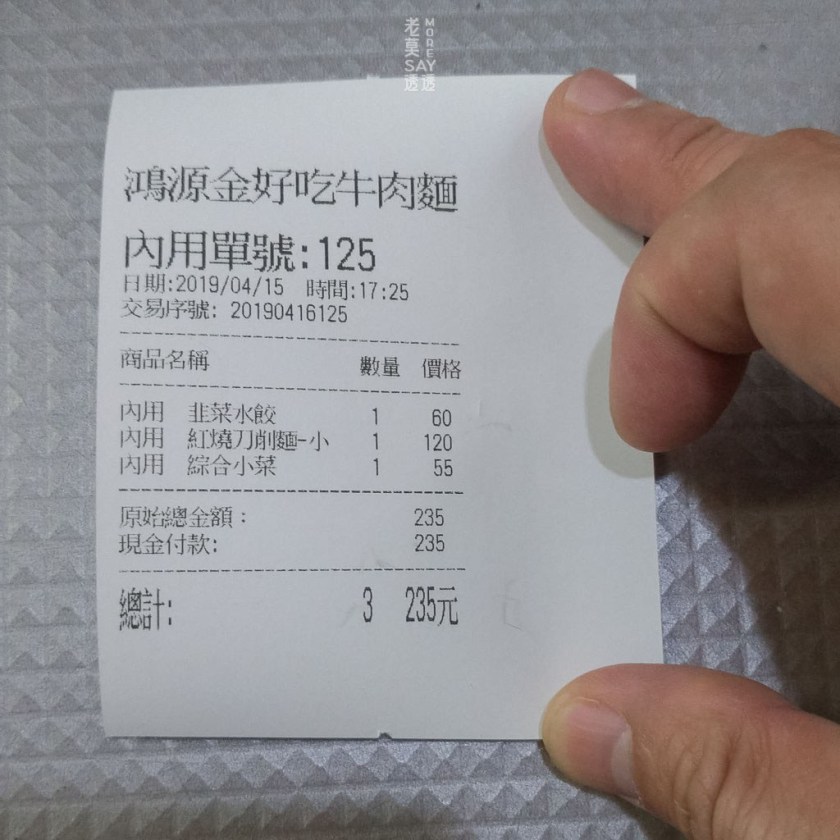 老莫 MORE
SAY
透透
鴻源金好吃牛肉麵
內用單號:125
日期:2019/04/15 時間:17:25
交易序號: 20190416125
商品名稱 數量 價格
內用 韭菜水餃 1 60
內用 紅燒刀削麵-小 1 120
內用 綜合小菜 1 55
原始總金額: 235
現金付款: 235
總計: 3 235元